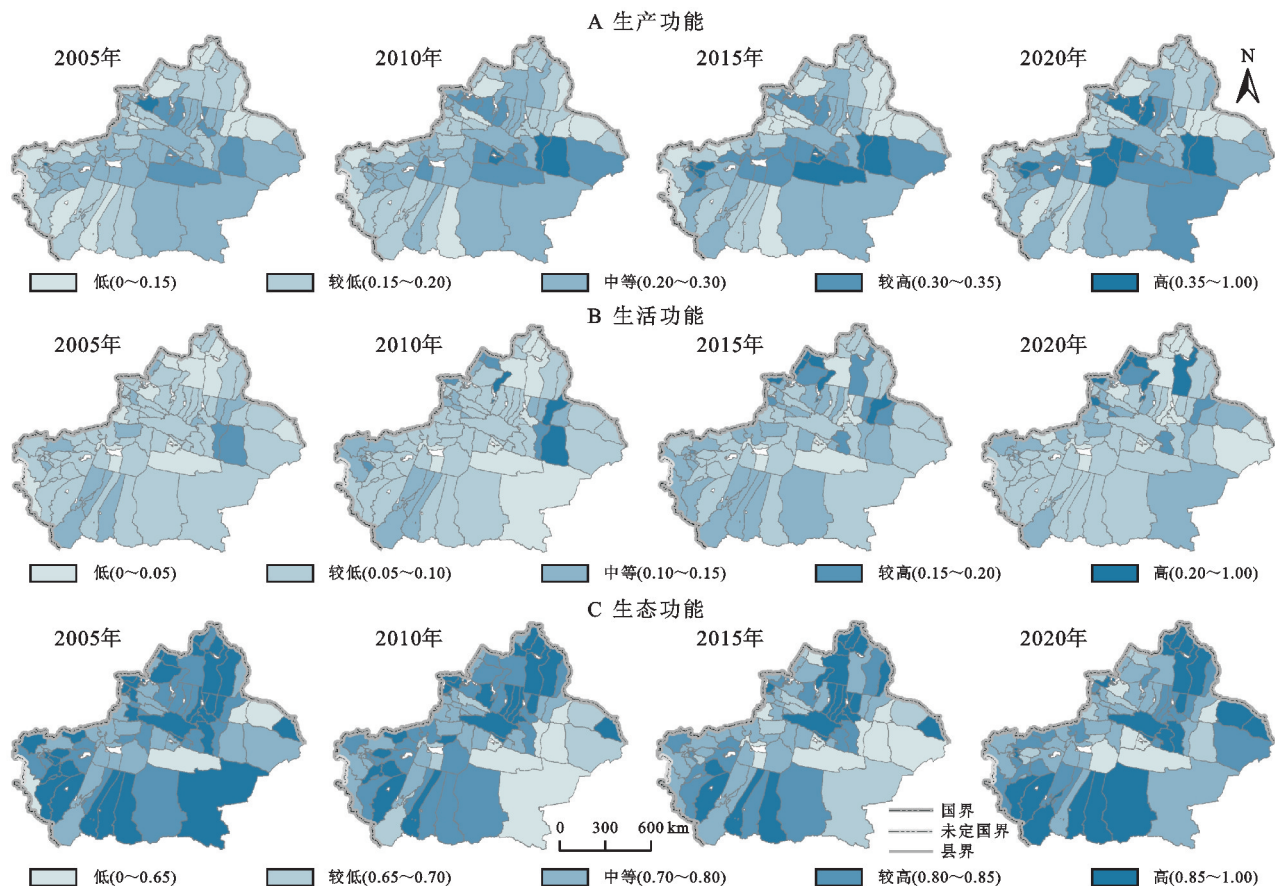 A 生产功能
2005年
2010年
2015年
2020年
N
低(0～0.15)
较低(0.15～0.20)
中等(0.20～0.30)
较高(0.30～0.35)
高(0.35～1.00)
B 生活功能
2005年
2010年
2015年
2020年
低(0～0.05)
较低(0.05～0.10)
中等(0.10～0.15)
较高(0.15～0.20)
高(0.20～1.00)
C 生态功能
2005年
2010年
2015年
2020年
0 300 600 km
国界
未定国界
县界
低(0～0.65)
较低(0.65～0.70)
中等(0.70～0.80)
较高(0.80～0.85)
高(0.85～1.00)